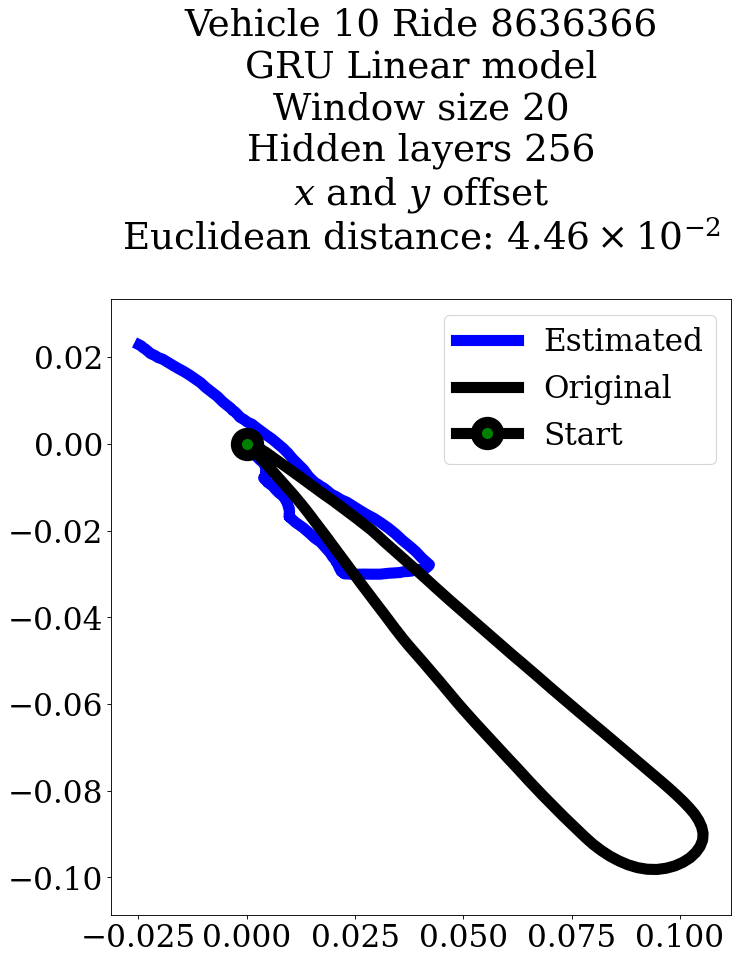 Vehicle 10 Ride 8636366
GRU Linear model
Window size 20
Hidden layers 256
x and y offset
Euclidean distance: 4.46 × 10⁻²
Estimated
Original
Start
0.02
0.00
−0.02
−0.04
−0.06
−0.08
−0.10
−0.025 0.000 0.025 0.050 0.075 0.100